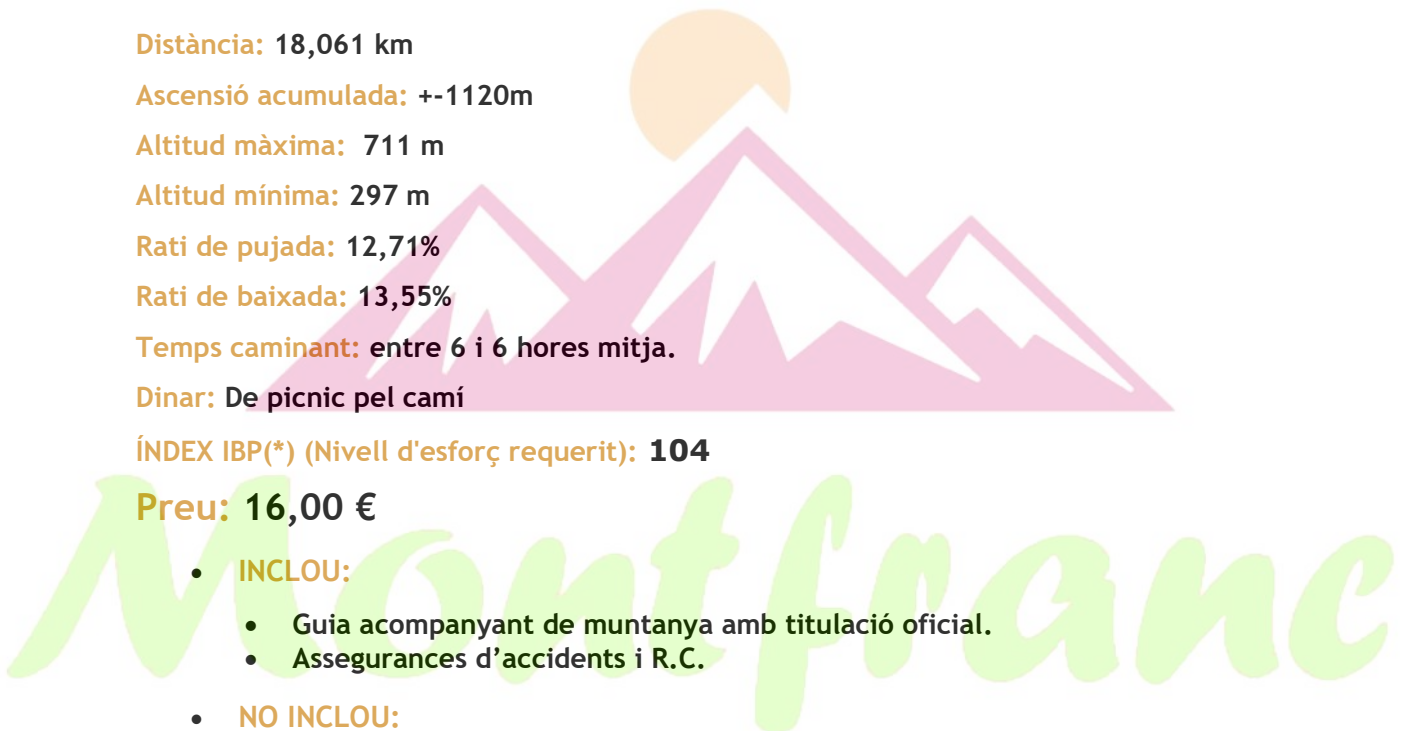 Distància: 18,061 km
Ascensió acumulada: +-1120m
Altitud màxima: 711 m
Altitud mínima: 297 m
Rati de pujada: 12,71%
Rati de baixada: 13,55%
Temps caminant: entre 6 i 6 hores mitja.
Dinar: De picnic pel camí
ÍNDEX IBP(*) (Nivell d'esforç requerit): 104
Preu: 16,00 €
• INCLOU:
• Guia acompanyant de muntanya amb titulació oficial.
• Assegurances d’accidents i R.C.
• NO INCLOU:
Montfranc